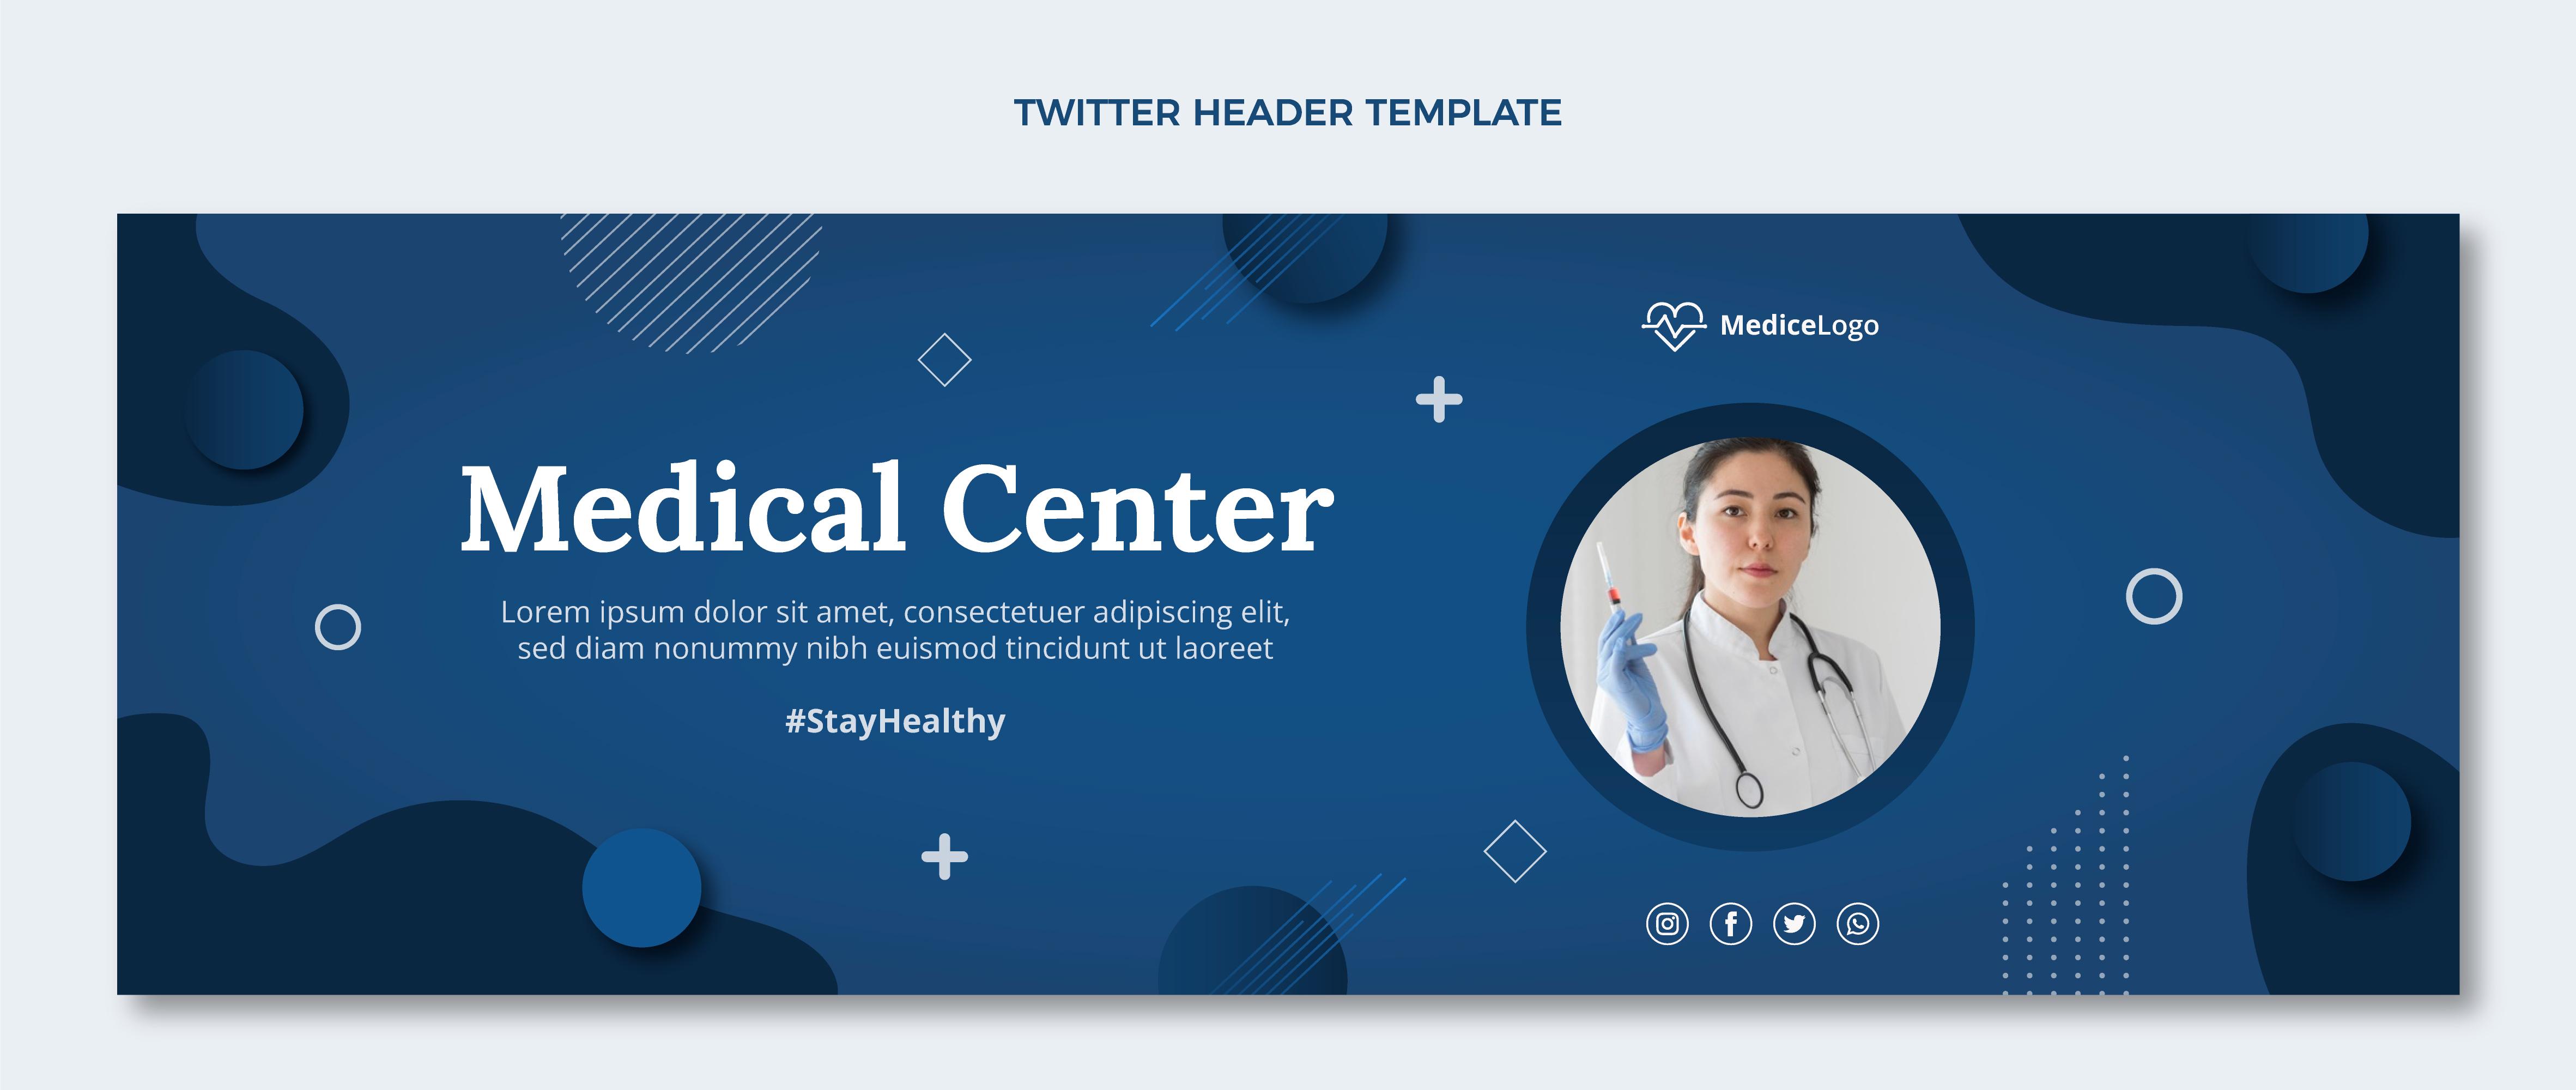 TWITTER HEADER TEMPLATE
MediceLogo
Medical Center
Lorem ipsum dolor sit amet, consectetuer adipiscing elit,
sed diam nonummy nibh euismod tincidunt ut laoreet
#StayHealthy